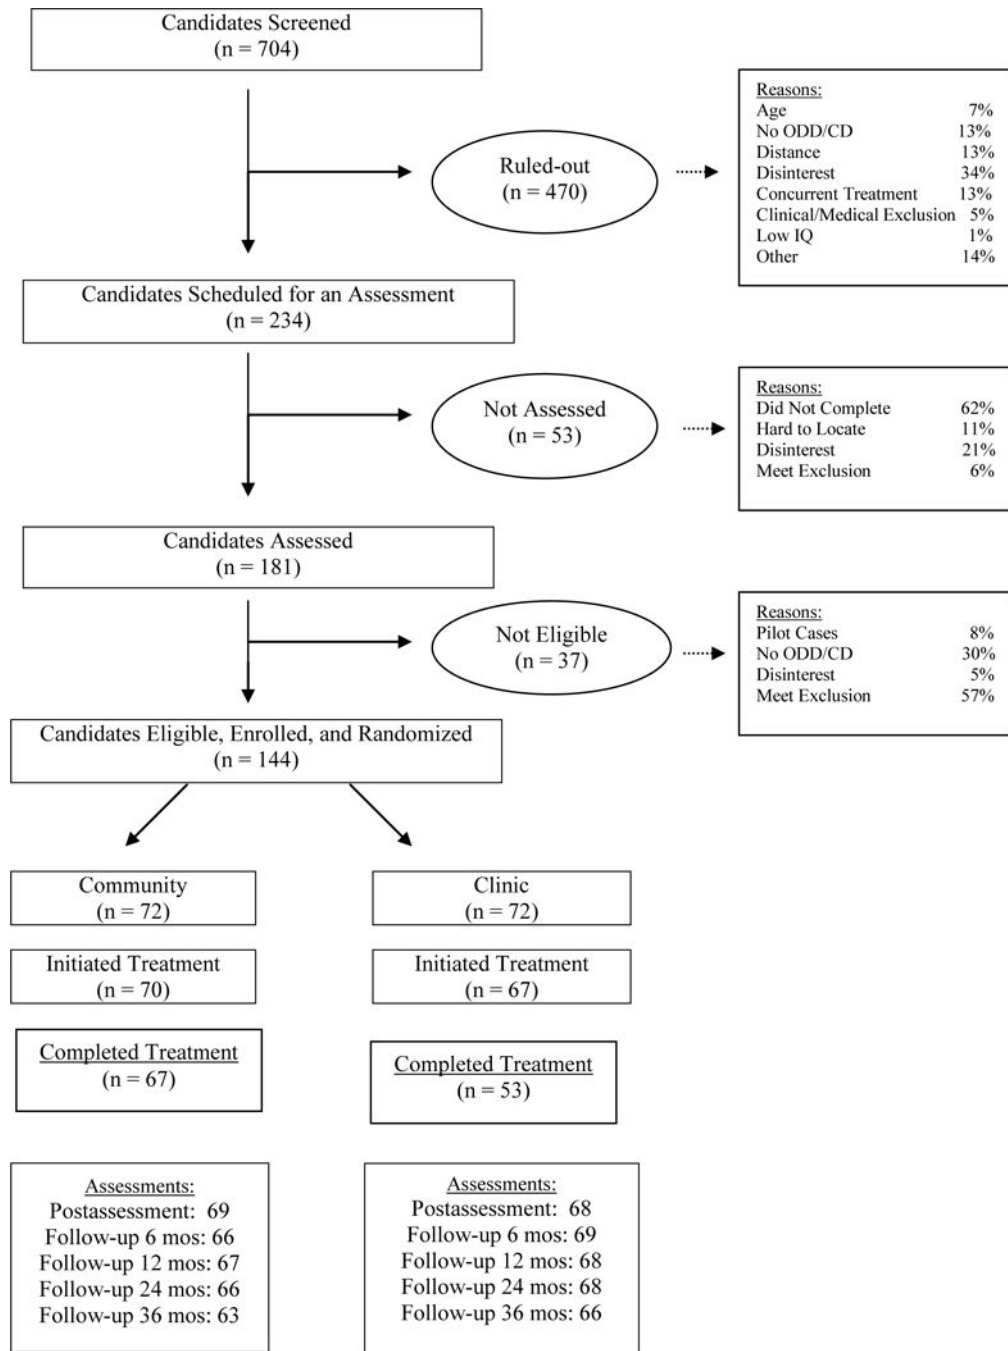 Candidates Screened
(n = 704)
Ruled-out
(n = 470)
Reasons:
Age 7%
No ODD/CD 13%
Distance 13%
Disinterest 34%
Concurrent Treatment 13%
Clinical/Medical Exclusion 5%
Low IQ 1%
Other 14%
Candidates Scheduled for an Assessment
(n = 234)
Not Assessed
(n = 53)
Reasons:
Did Not Complete 62%
Hard to Locate 11%
Disinterest 21%
Meet Exclusion 6%
Candidates Assessed
(n = 181)
Not Eligible
(n = 37)
Reasons:
Pilot Cases 8%
No ODD/CD 30%
Disinterest 5%
Meet Exclusion 57%
Candidates Eligible, Enrolled, and Randomized
(n = 144)
Community
(n = 72)
Initiated Treatment
(n = 70)
Completed Treatment
(n = 67)
Assessments:
Postassessment: 69
Follow-up 6 mos: 66
Follow-up 12 mos: 67
Follow-up 24 mos: 66
Follow-up 36 mos: 63
Clinic
(n = 72)
Initiated Treatment
(n = 67)
Completed Treatment
(n = 53)
Assessments:
Postassessment: 68
Follow-up 6 mos: 69
Follow-up 12 mos: 68
Follow-up 24 mos: 68
Follow-up 36 mos: 66